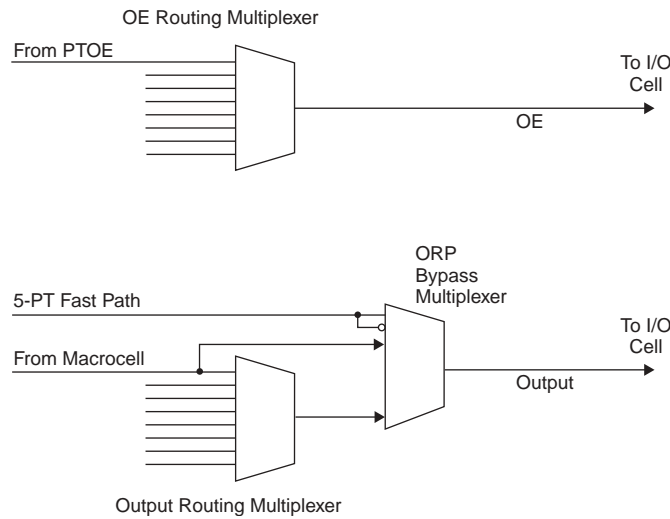 OE Routing Multiplexer
From PTOE
To I/O
Cell
OE
ORP
Bypass
Multiplexer
5-PT Fast Path
To I/O
Cell
From Macrocell
Output
Output Routing Multiplexer